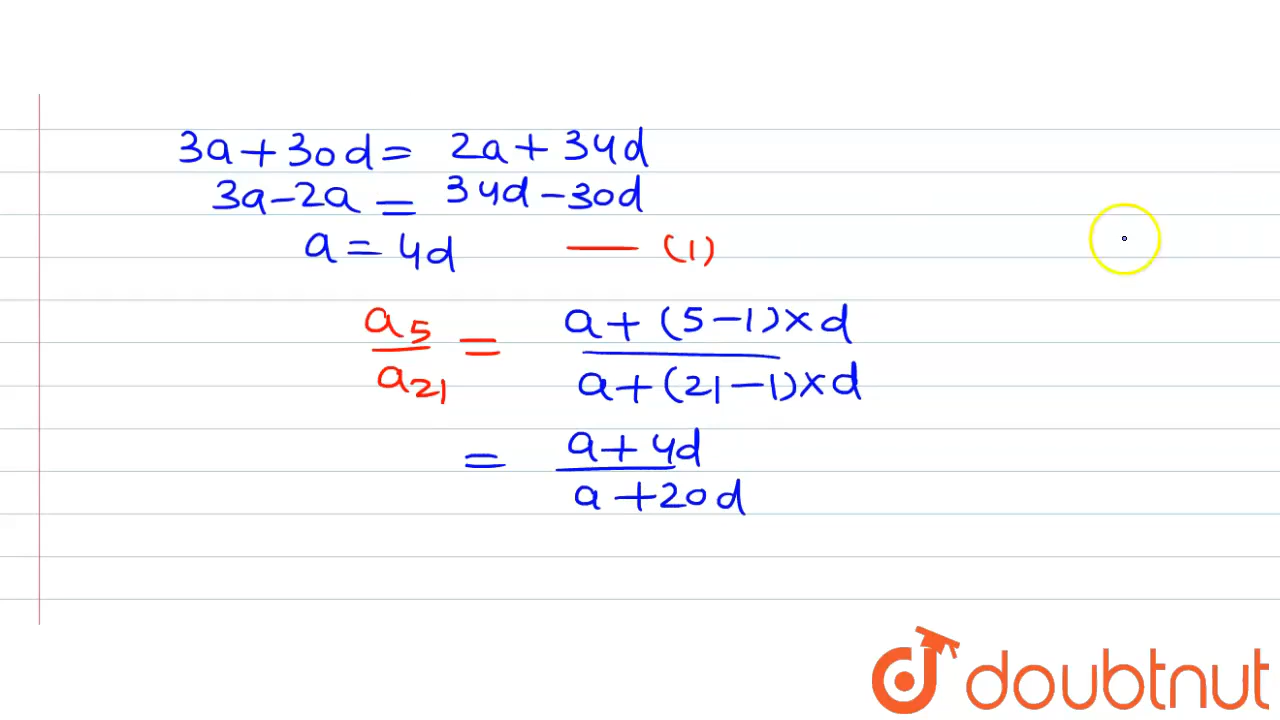 3a+30d= 2a+34d
3a-2a = 34d-30d
a = 4d — (1)
a5/a21 = a+(5-1)×d/a+(21-1)×d
= a+4d/a+20d
doubtnut